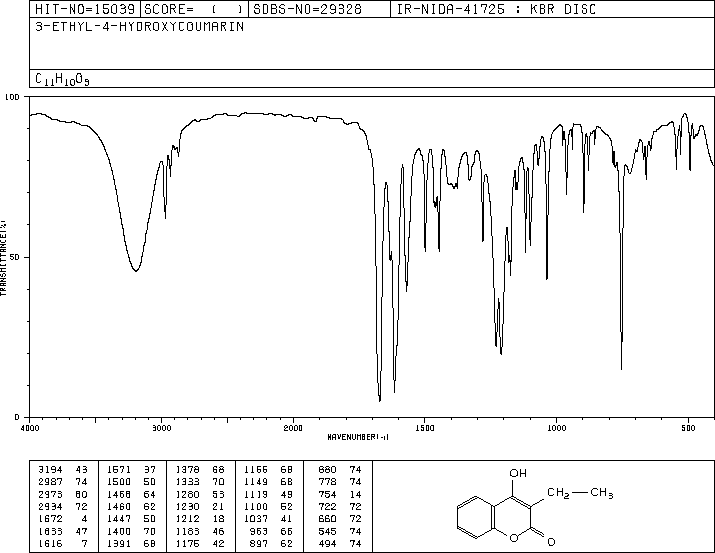 HIT-NO=15039 SCORE= ( ) SDBS-NO=29328 IR-NIDA-41725 : KBR DISC
3-ETHYL-4-HYDROXYCOUMARIN
C11H10O3
100
50
0
TRANSMITTANCE(%)
4000 3000 2000 1500 1000 500
WAVENUMBER(-1)
3194 43 1571 37 1378 68 1156 68 880 74
2987 74 1500 50 1333 70 1149 68 778 74
2973 60 1468 64 1280 53 1119 49 754 14
2934 72 1460 62 1230 21 1100 52 722 72
1672 4 1447 50 1212 18 1037 41 660 72
1633 47 1400 70 1183 46 963 66 545 74
1616 7 1391 68 1176 42 897 62 494 74
OH
CH2 CH3
O O